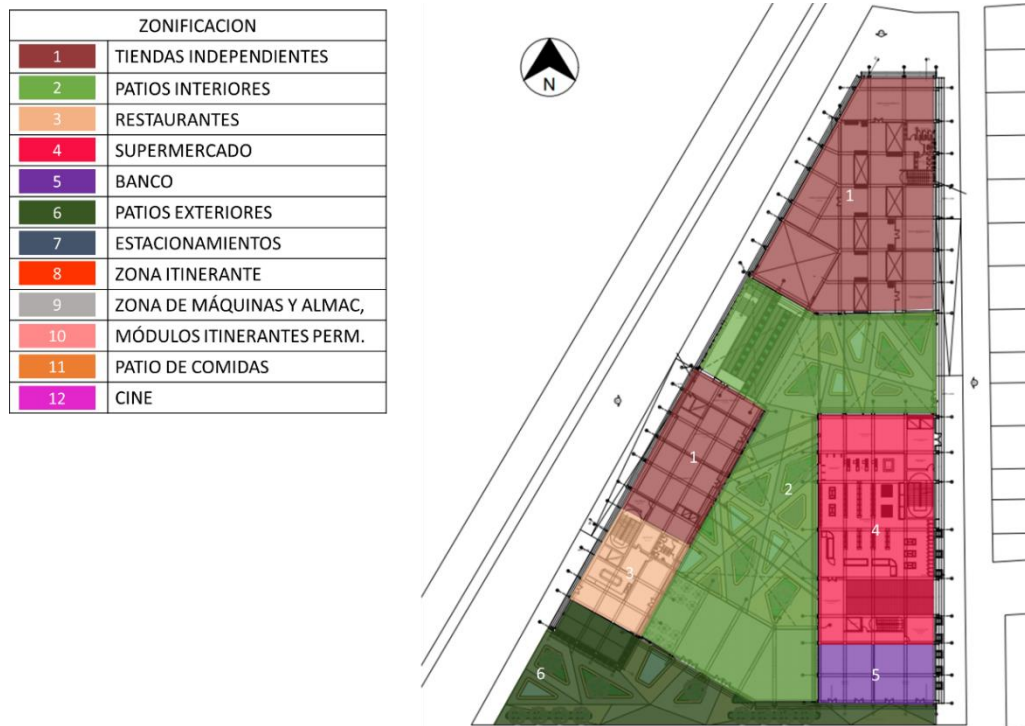 ZONIFICACION
1 TIENDAS INDEPENDIENTES
2 PATIOS INTERIORES
3 RESTAURANTES
4 SUPERMERCADO
5 BANCO
6 PATIOS EXTERIORES
7 ESTACIONAMIENTOS
8 ZONA ITINERANTE
9 ZONA DE MÁQUINAS Y ALMAC,
10 MÓDULOS ITINERANTES PERM.
11 PATIO DE COMIDAS
12 CINE
N
1
1
2
4
3
6
5